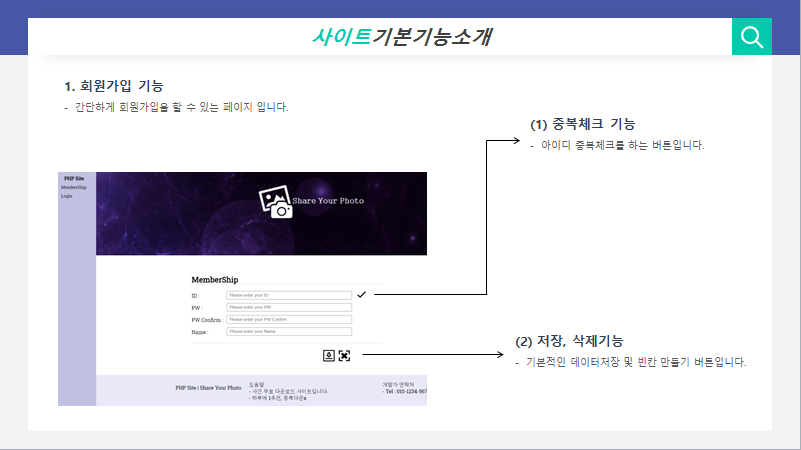 사이트기본기능소개
1. 회원가입 기능
- 간단하게 회원가입을 할 수 있는 페이지 입니다.
(1) 중복체크 기능
- 아이디 중복체크를 하는 버튼입니다.
PHP Site
MemberShip
Login
Share Your Photo
MemberShip
ID : Please enter your ID
PW : Please enter your PW
PW Confirm : Please enter your PW Confirm
Name : Please enter your Name
(2) 저장, 삭제기능
- 기본적인 데이터저장 및 빈칸 만들기 버튼입니다.
PHP Site | Share Your Photo
도움말
- 사진 무료 다운로드 사이트입니다.
- 하루에 1추천, 중복다운x
개발자 연락처
- Tel : 010-1234-567